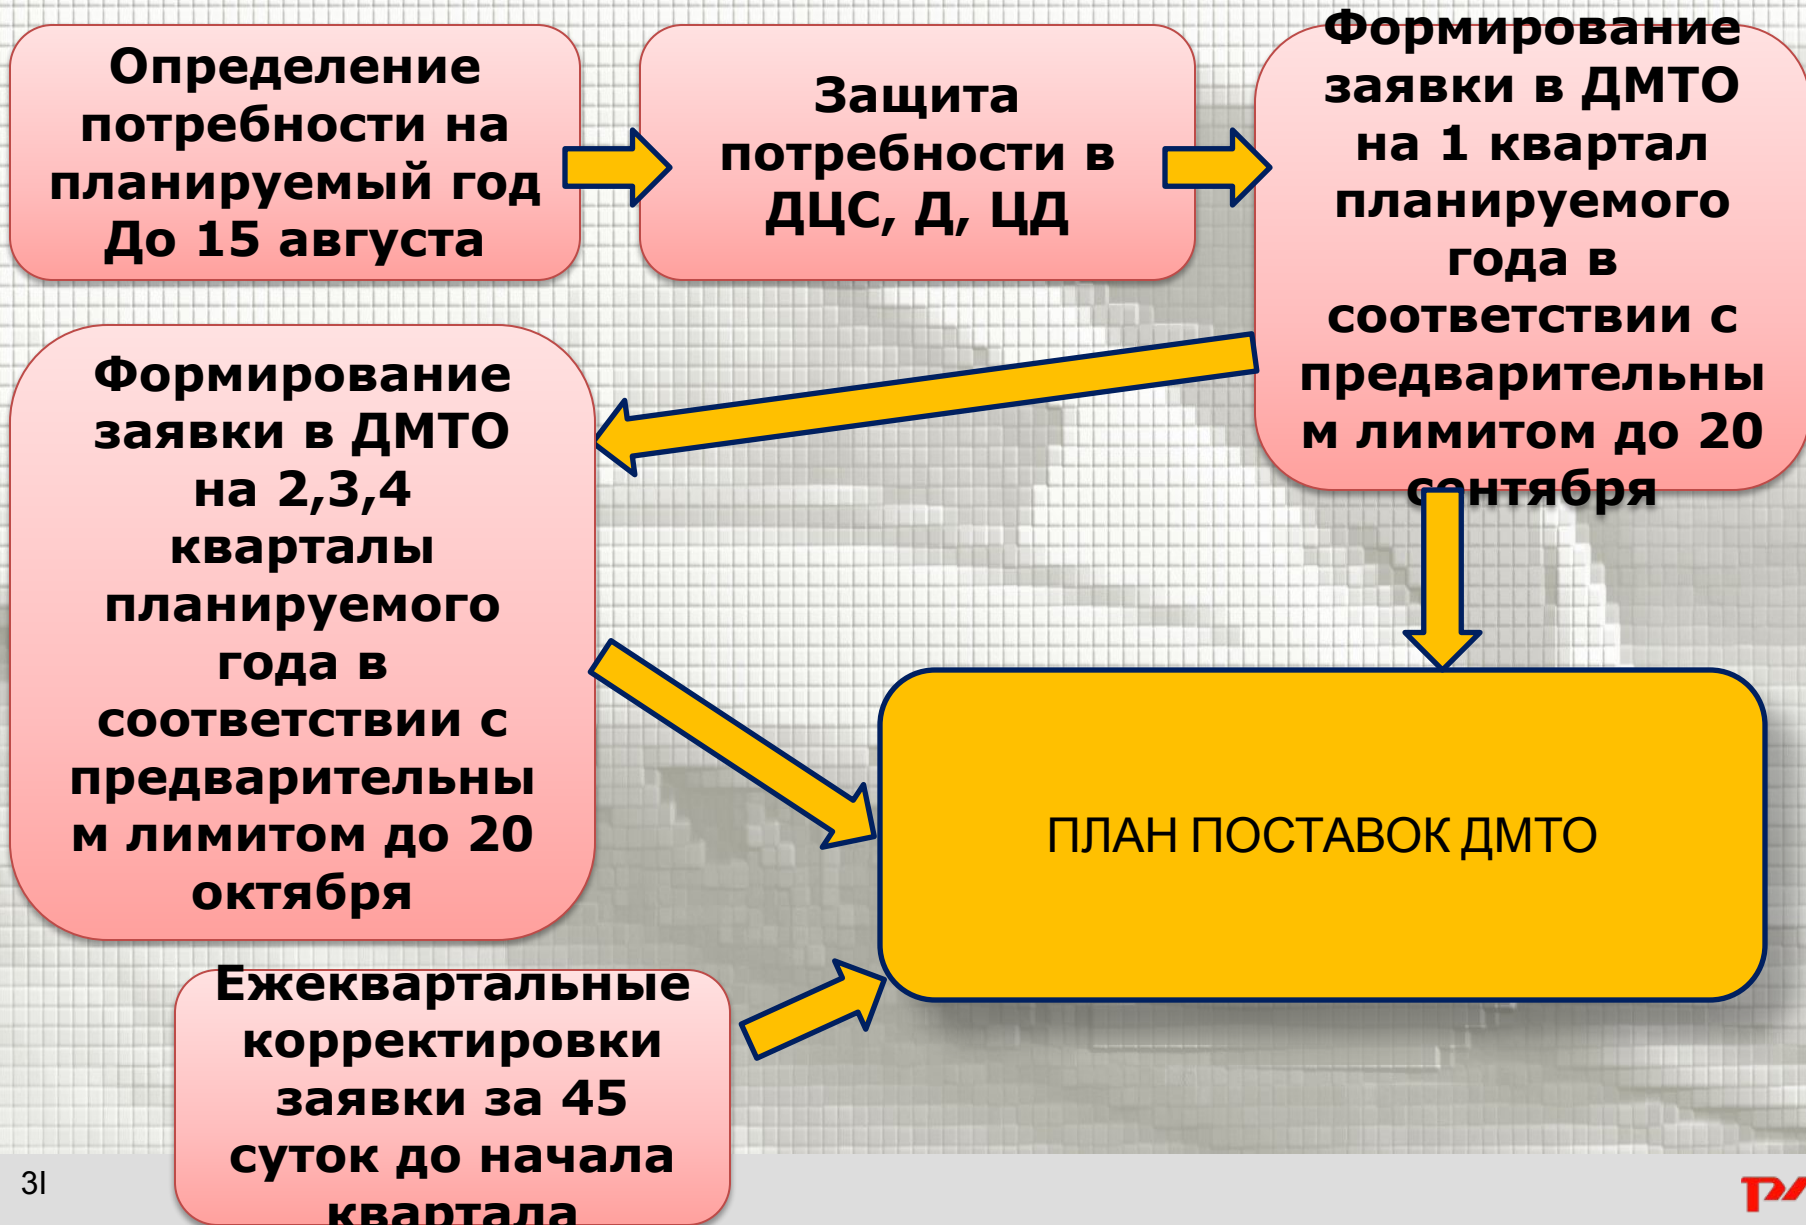 Определение
потребности на
планируемый год
До 15 августа
Защита
потребности в
ДЦС, Д, ЦД
Формирование
заявки в ДМТО
на 1 квартал
планируемого
года в
соответствии с
предварительны
м лимитом до 20
сентября
Формирование
заявки в ДМТО
на 2,3,4
кварталы
планируемого
года в
соответствии с
предварительны
м лимитом до 20
октября
ПЛАН ПОСТАВОК ДМТО
Ежеквартальные
корректировки
заявки за 45
суток до начала
квартала
3I